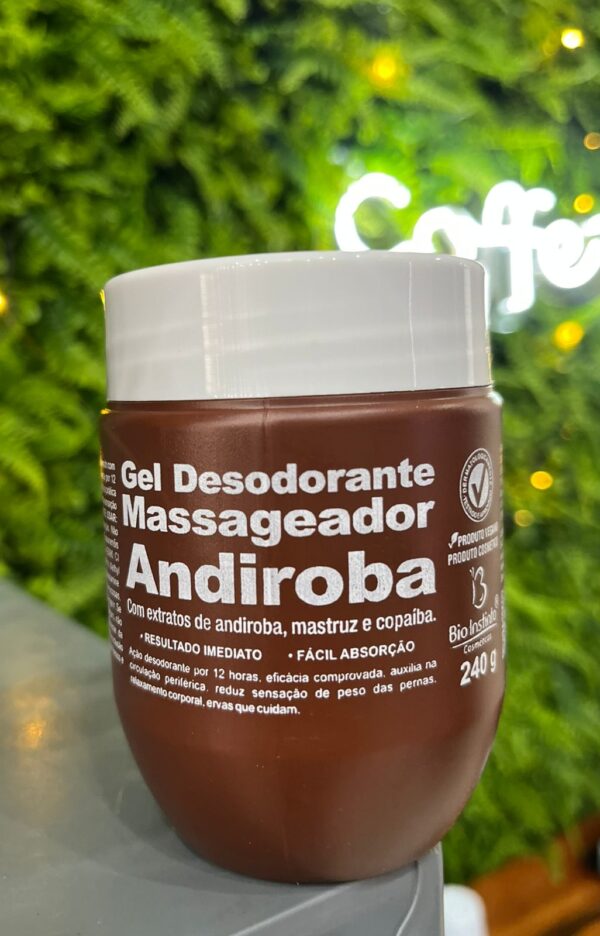 Coffe
Gel Desodorante
Massageador
Andiroba
Com extratos de andiroba, mastruz e copaíba.
• RESULTADO IMEDIATO • FÁCIL ABSORÇÃO
Ação desodorante por 12 horas, eficácia comprovada, auxilia na
circulação periférica, reduz sensação de peso das pernas,
relaxamento corporal, ervas que cuidam.
PRODUTO VEGANO
PRODUTO COSMÉTICO
Bio Instinto®
Cosméticos
240 g